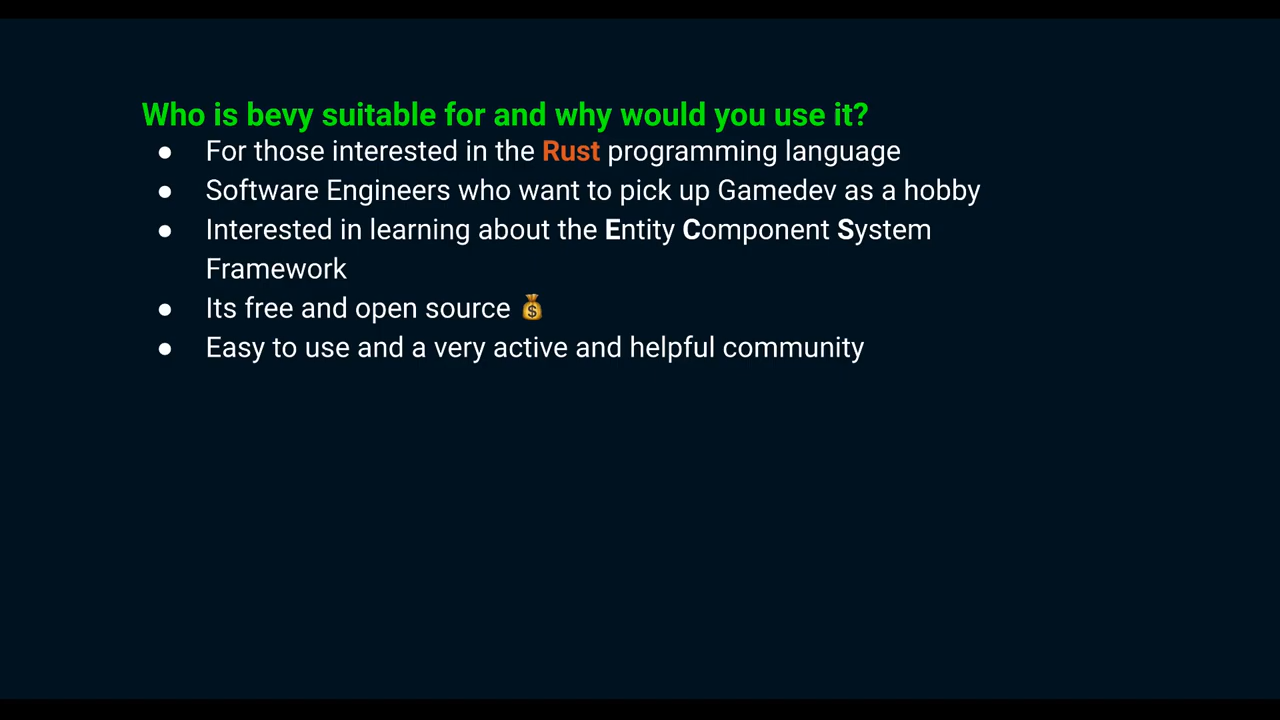 Who is bevy suitable for and why would you use it?
● For those interested in the Rust programming language
● Software Engineers who want to pick up Gamedev as a hobby
● Interested in learning about the Entity Component System
Framework
● Its free and open source 💰
● Easy to use and a very active and helpful community